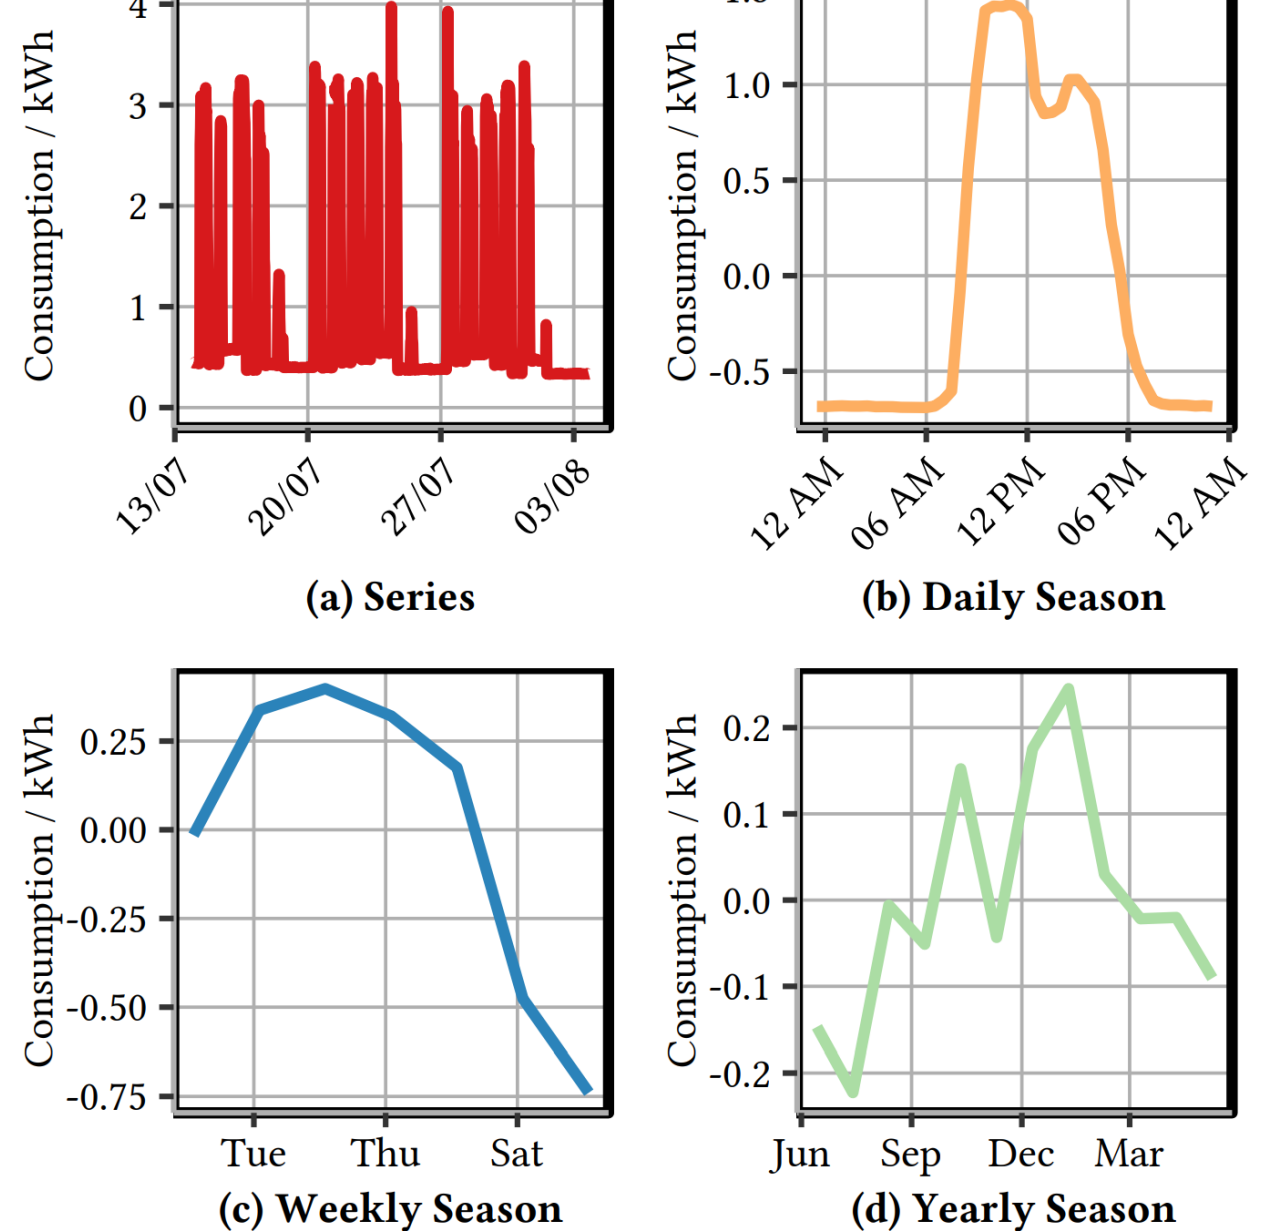 4
3
2
1
0
Consumption / kWh
13/07
20/07
27/07
03/08
(a) Series
1.0
0.5
0.0
-0.5
Consumption / kWh
12 AM
06 AM
12 PM
06 PM
12 AM
(b) Daily Season
0.25
0.00
-0.25
-0.50
-0.75
Consumption / kWh
Tue
Thu
Sat
(c) Weekly Season
0.2
0.1
0.0
-0.1
-0.2
Consumption / kWh
Jun
Sep
Dec
Mar
(d) Yearly Season